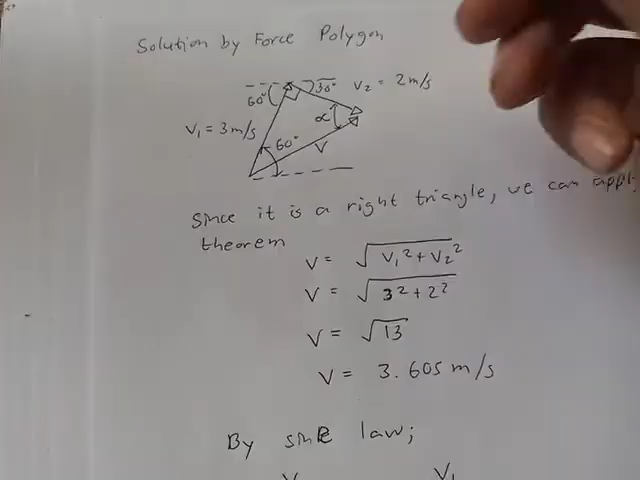 Solution by Force Polygon
60° 30° V₂ = 2m/s
V₁ = 3m/s α
60°
V
Since it is a right triangle, we can apply
theorem
V = √V₁² + V₂²
V = √3² + 2²
V = √13
V = 3.605 m/s
By sine law;
V V₁